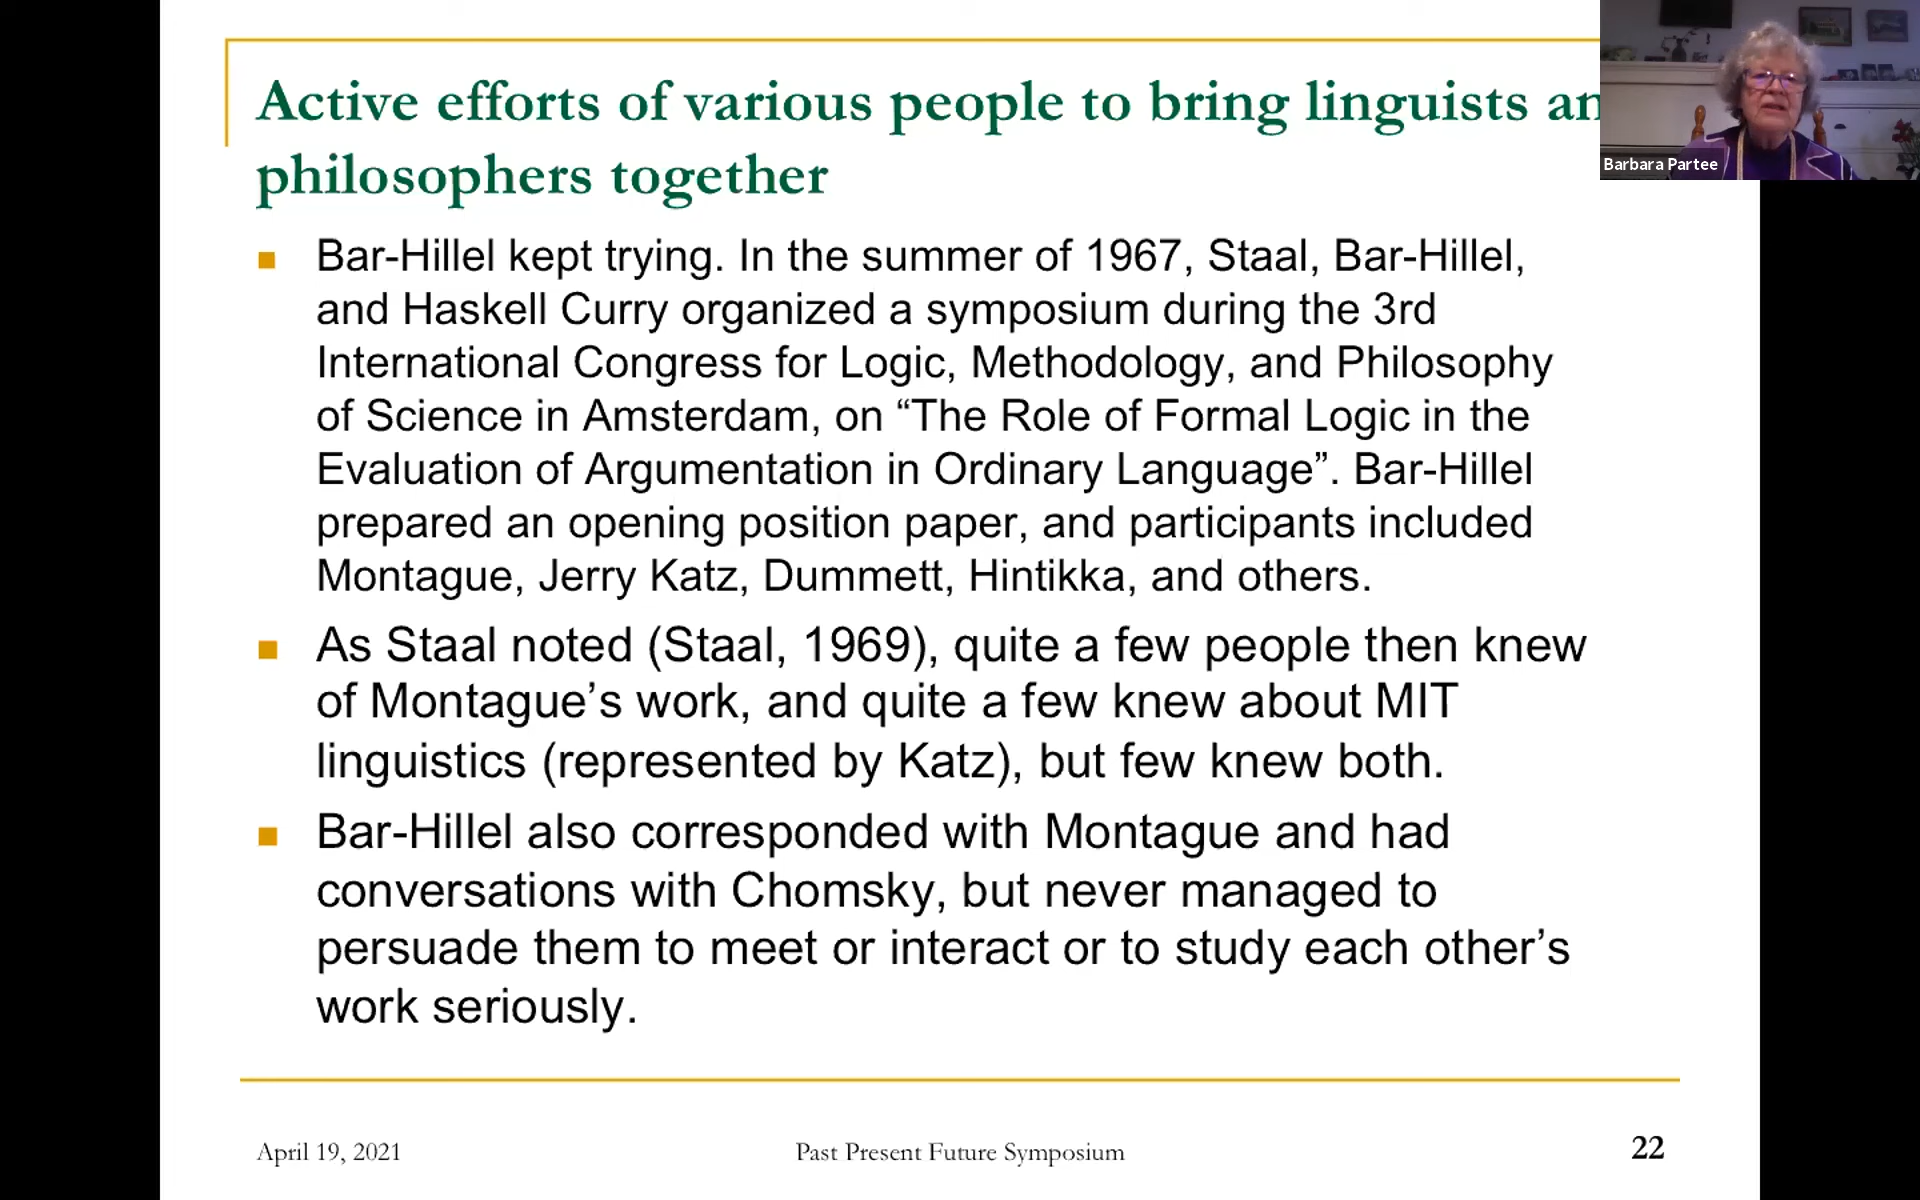 Active efforts of various people to bring linguists an
philosophers together
Barbara Partee
■ Bar-Hillel kept trying. In the summer of 1967, Staal, Bar-Hillel,
and Haskell Curry organized a symposium during the 3rd
International Congress for Logic, Methodology, and Philosophy
of Science in Amsterdam, on “The Role of Formal Logic in the
Evaluation of Argumentation in Ordinary Language”. Bar-Hillel
prepared an opening position paper, and participants included
Montague, Jerry Katz, Dummett, Hintikka, and others.
■ As Staal noted (Staal, 1969), quite a few people then knew
of Montague’s work, and quite a few knew about MIT
linguistics (represented by Katz), but few knew both.
■ Bar-Hillel also corresponded with Montague and had
conversations with Chomsky, but never managed to
persuade them to meet or interact or to study each other’s
work seriously.
April 19, 2021
Past Present Future Symposium
22